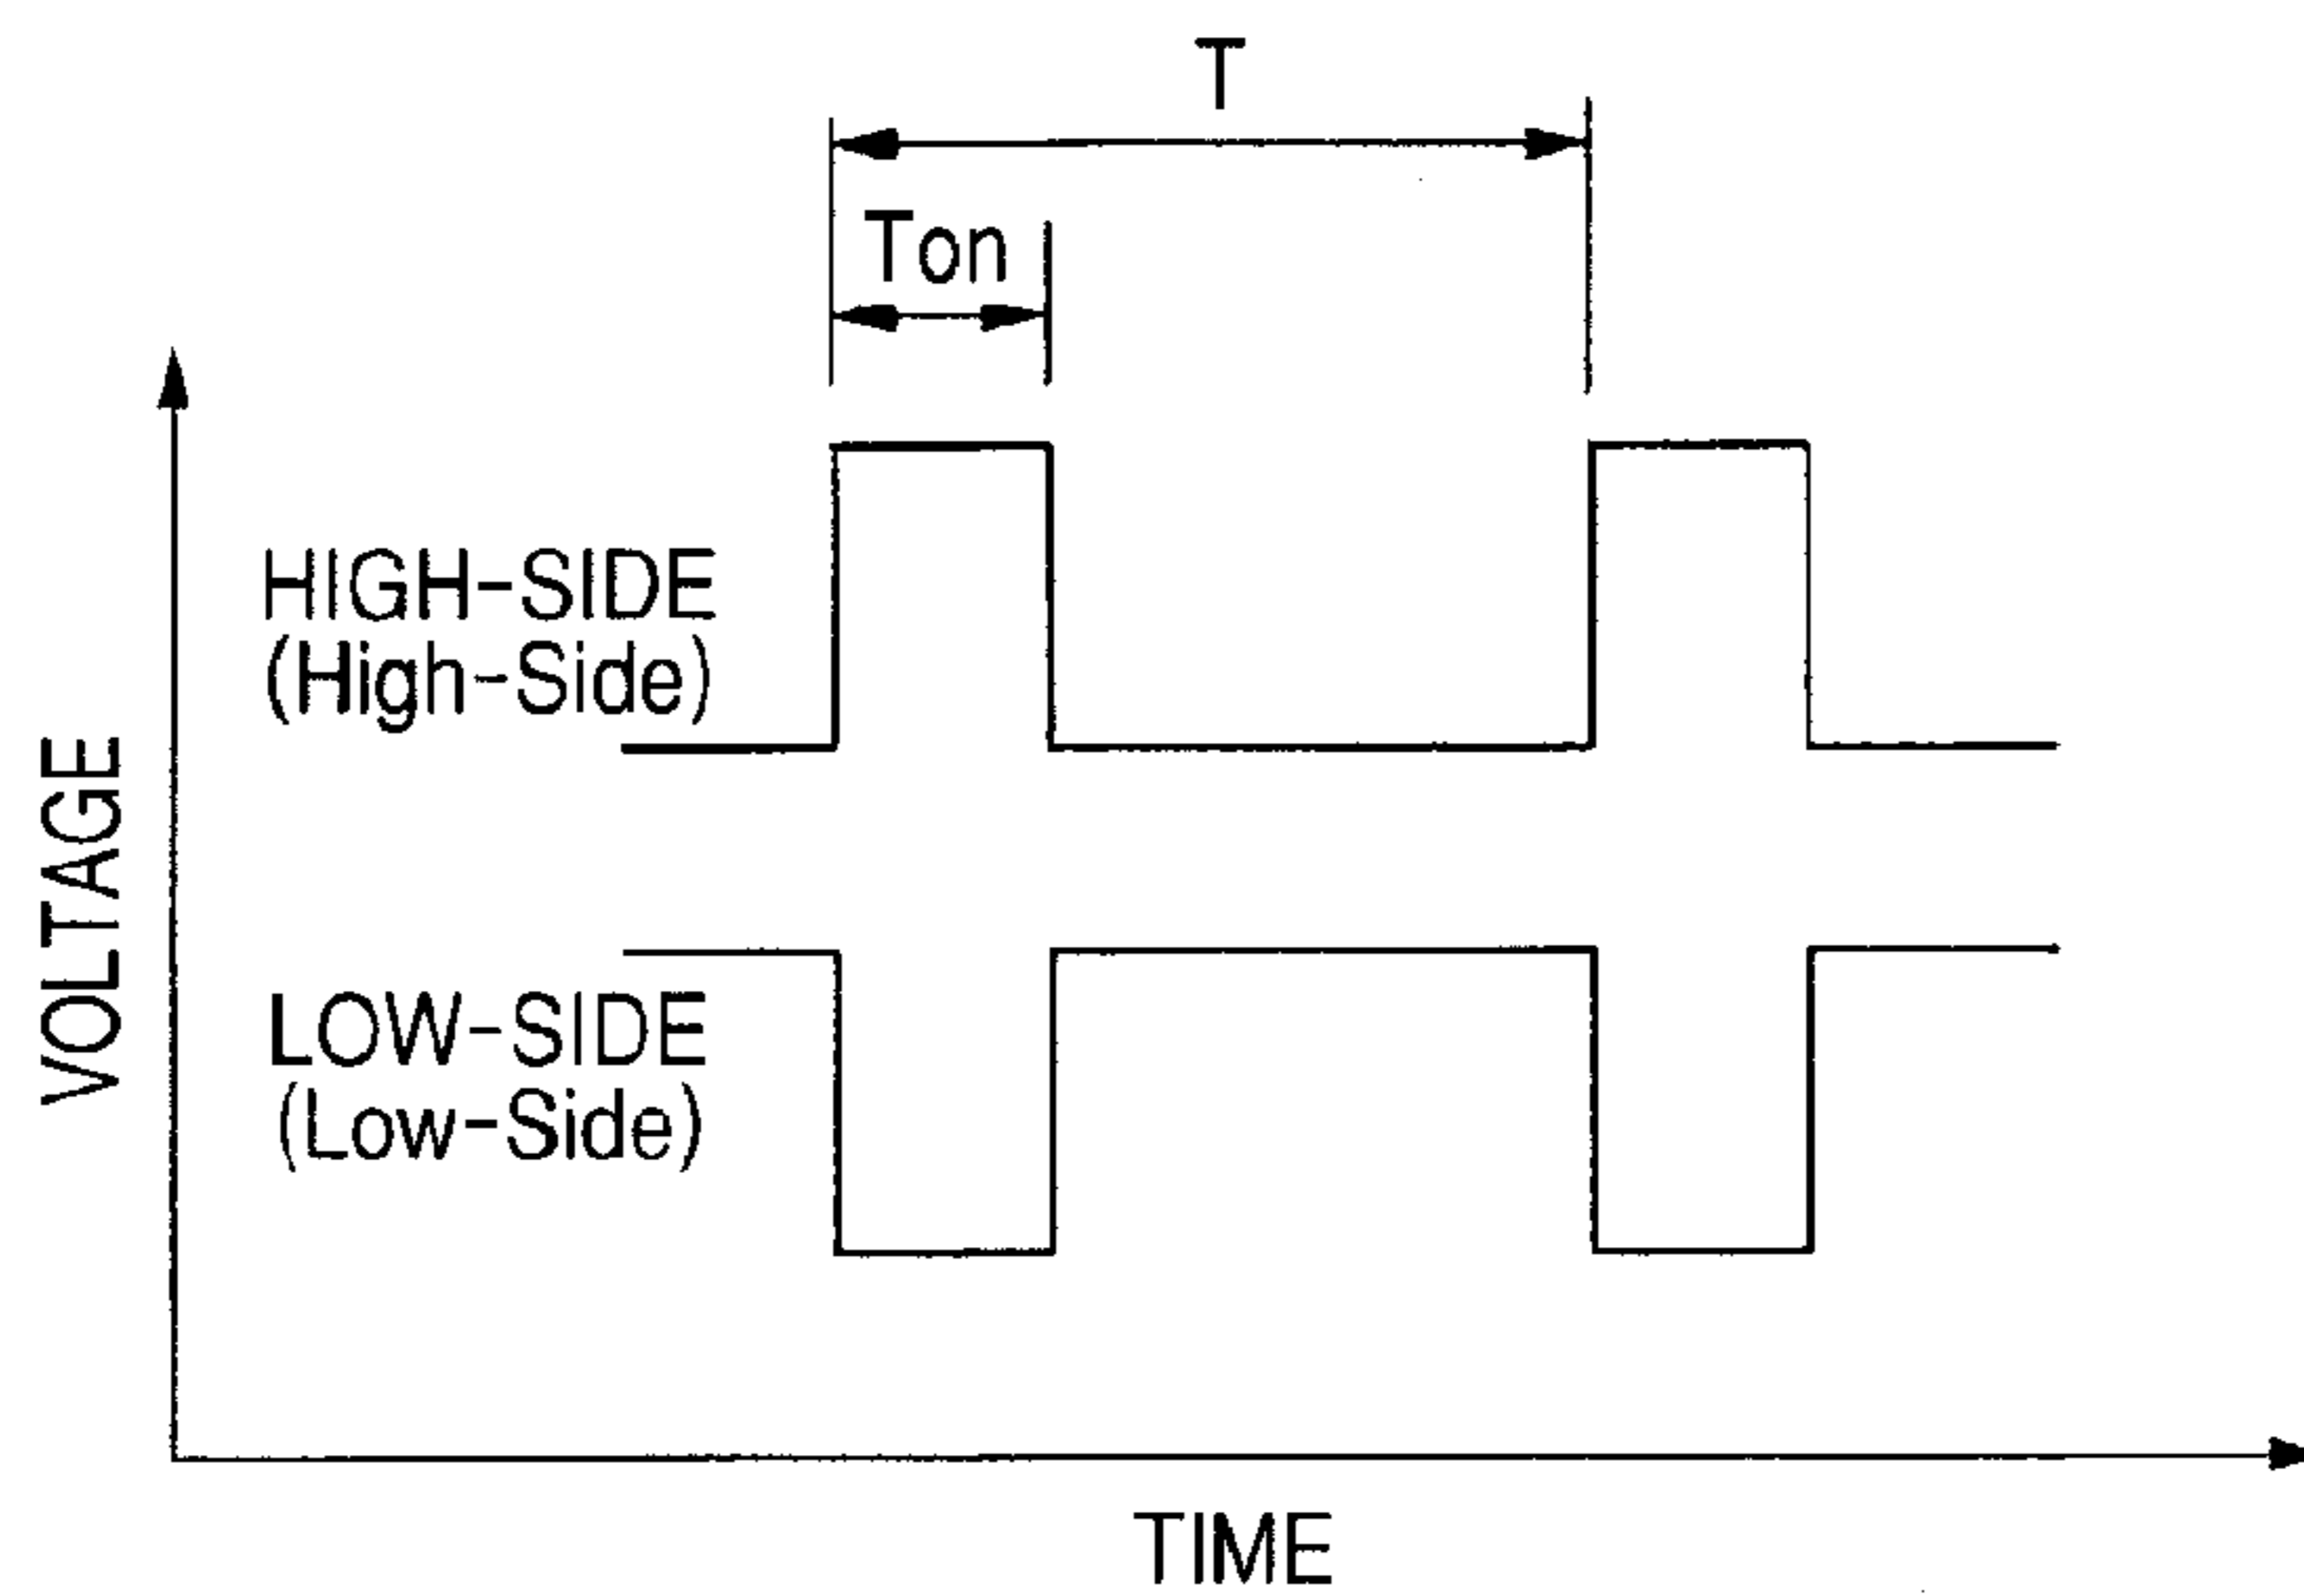 T
Ton
HIGH-SIDE
(High-Side)
VOLTAGE
LOW-SIDE
(Low-Side)
TIME